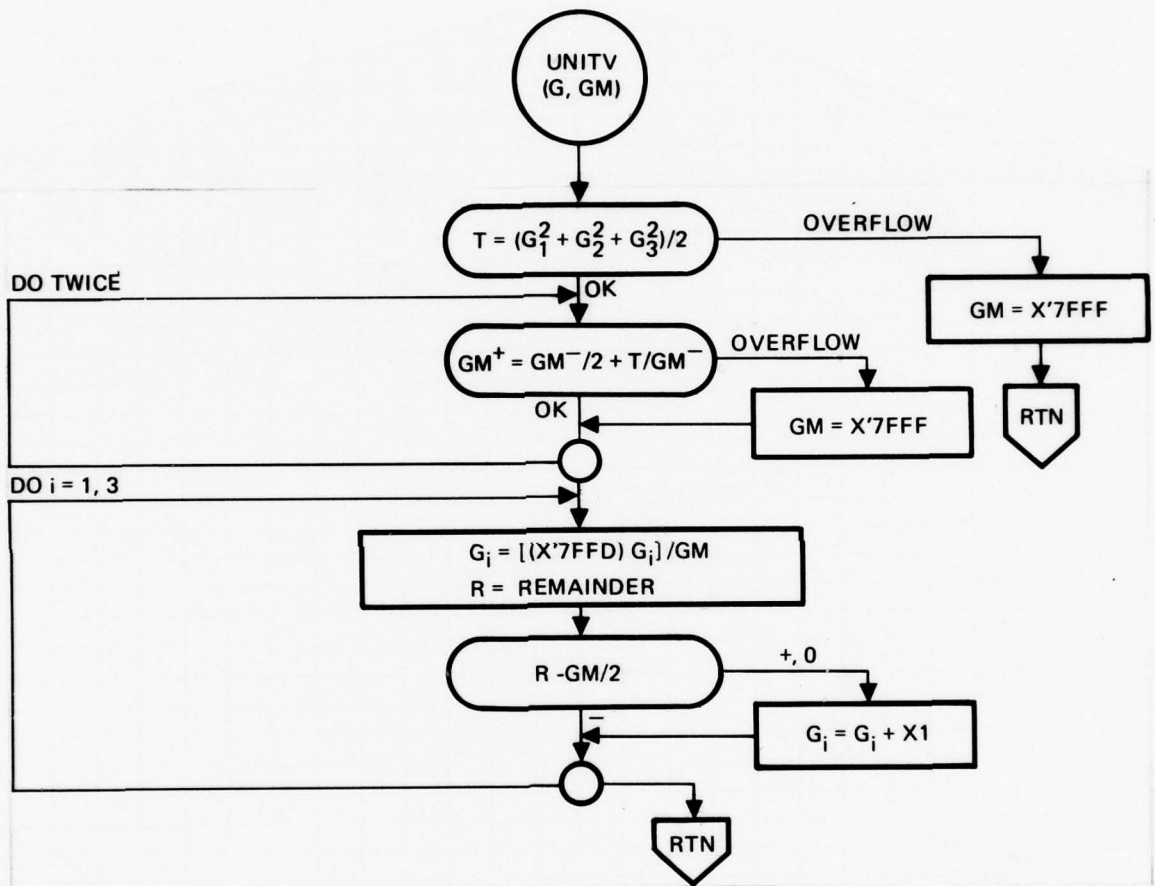 UNITV
(G, GM)
T = (G₁² + G₂² + G₃²)/2
OVERFLOW
GM = X'7FFF
RTN
DO TWICE
OK
GM⁺ = GM⁻/2 + T/GM⁻
OVERFLOW
GM = X'7FFF
OK
DO i = 1, 3
Gᵢ = [(X'7FFD) Gᵢ] /GM
R = REMAINDER
R -GM/2
+, 0
Gᵢ = Gᵢ + X1
−
RTN